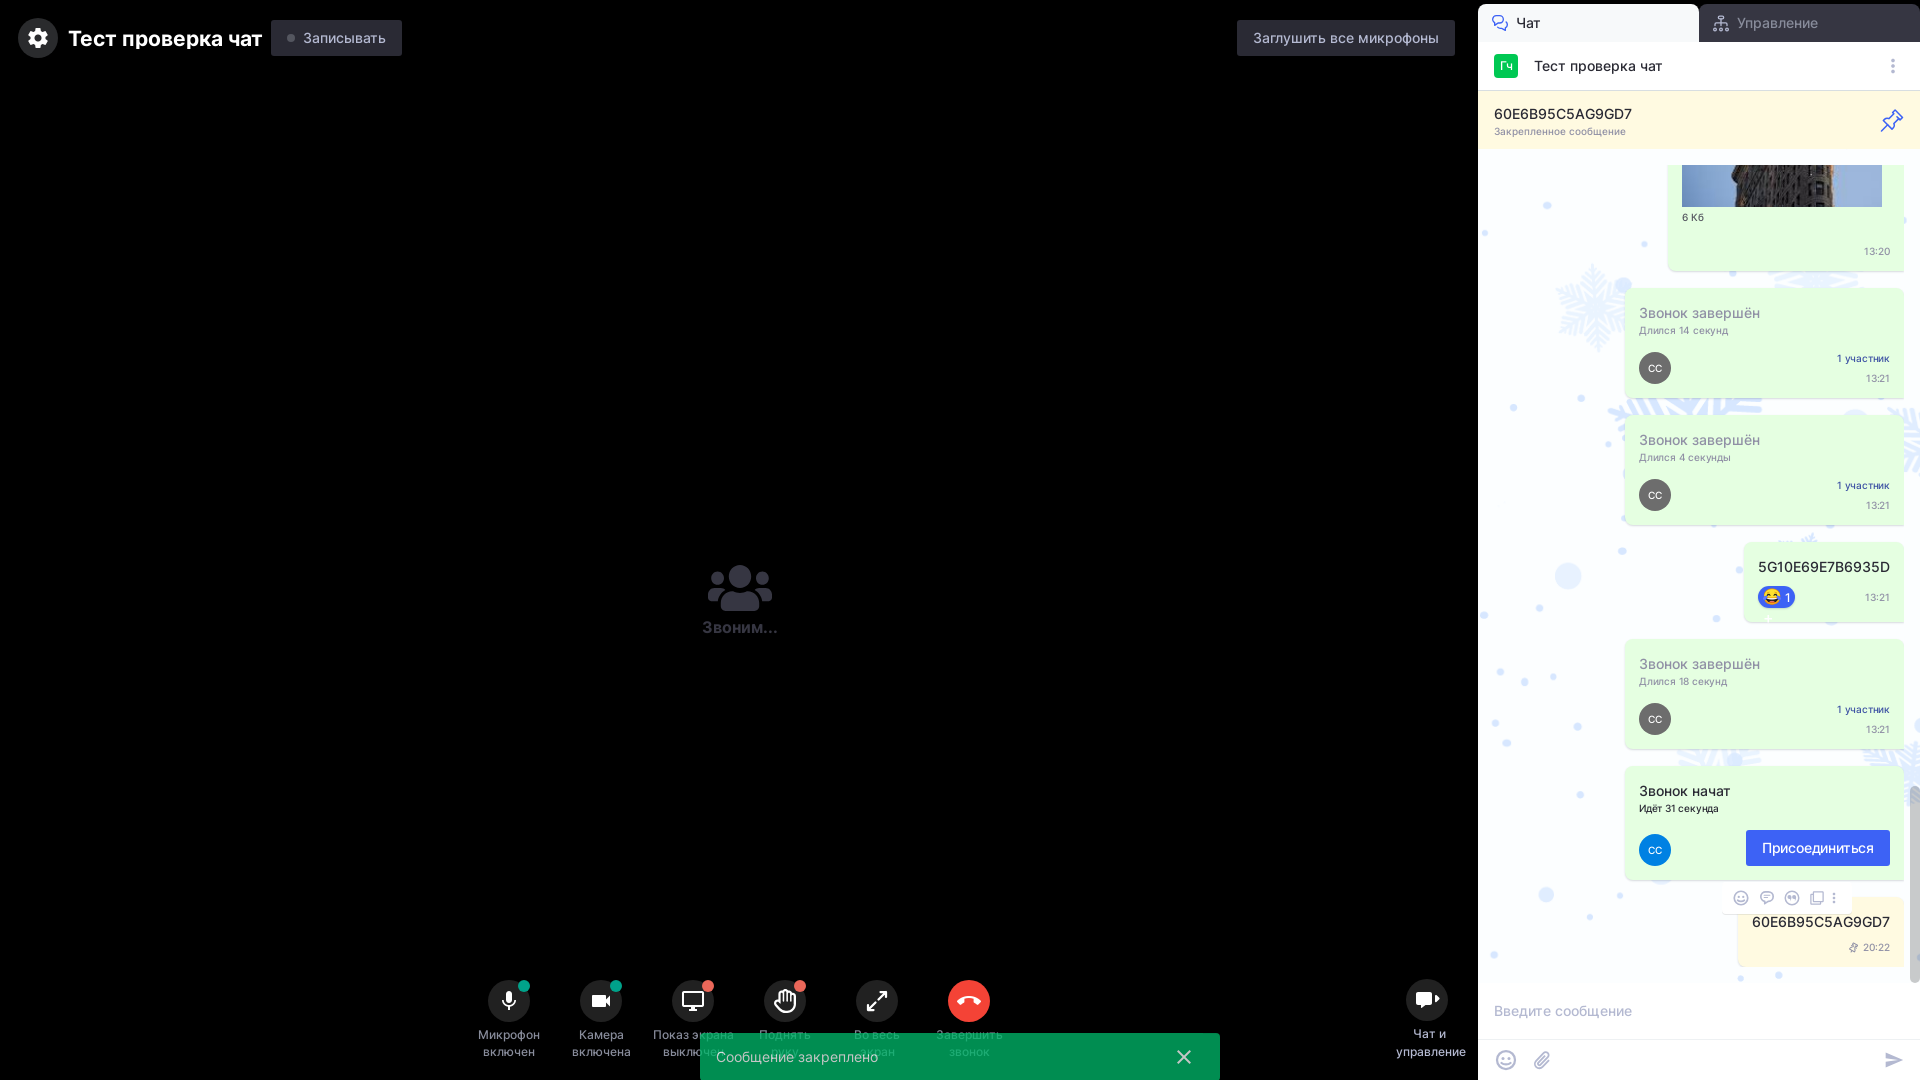 Тест проверка чат
Записывать
Заглушить все микрофоны
Чат
Управление
Гч
Тест проверка чат
60E6B95C5AG9GD7
Закрепленное сообщение
6 Кб
13:20
Звонок завершён
Длился 14 секунд
СС
1 участник
13:21
Звонок завершён
Длился 4 секунды
СС
1 участник
13:21
5G10E69E7B6935D
1
13:21
Звонок завершён
Длился 18 секунд
СС
1 участник
13:21
Звонок начат
Идёт 31 секунда
СС
Присоединиться
60E6B95C5AG9GD7
20:22
Звоним...
Микрофон
включен
Камера
включена
Показ экрана
выключен
Поднять
руку
Во весь
экран
Завершить
звонок
Чат и
управление
Сообщение закреплено
Введите сообщение